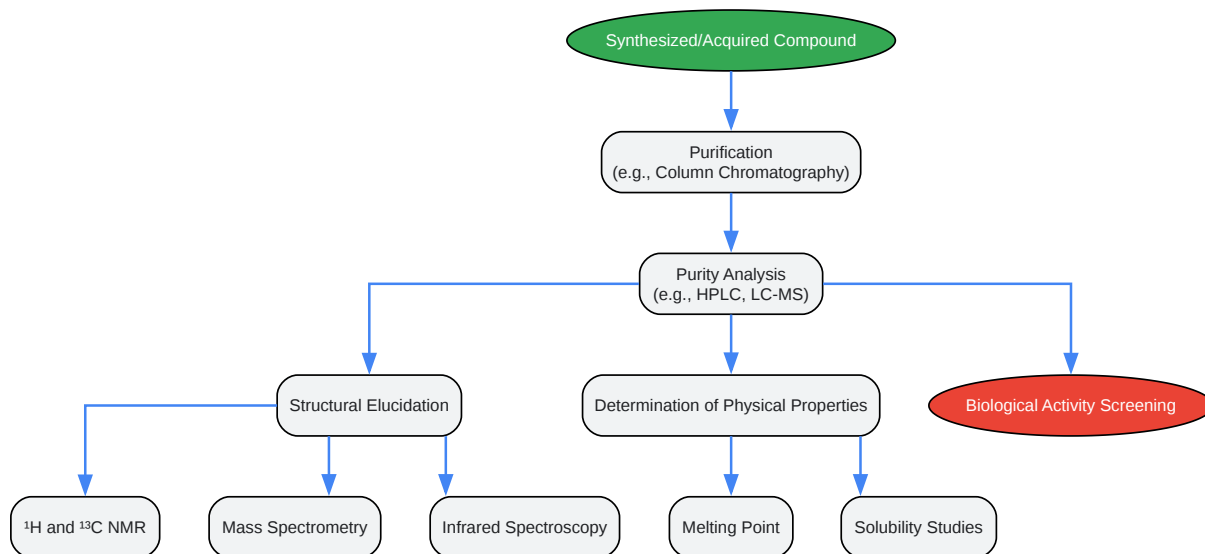 Synthesized/Acquired Compound
Purification
(e.g., Column Chromatography)
Purity Analysis
(e.g., HPLC, LC-MS)
Structural Elucidation
Determination of Physical Properties
Biological Activity Screening
¹H and ¹³C NMR
Mass Spectrometry
Infrared Spectroscopy
Melting Point
Solubility Studies